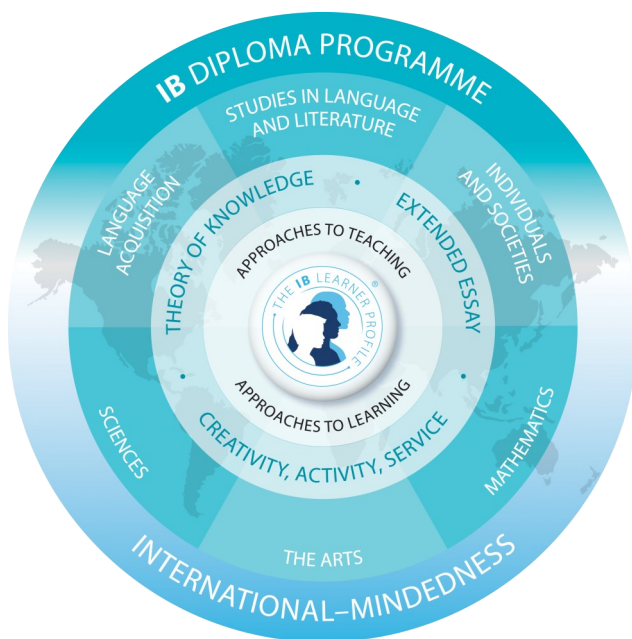 IB DIPLOMA PROGRAMME
STUDIES IN LANGUAGE
AND LITERATURE
LANGUAGE
ACQUISITION
INDIVIDUALS
AND SOCIETIES
THEORY OF KNOWLEDGE
•
EXTENDED ESSAY
APPROACHES TO TEACHING
THE IB LEARNER PROFILE®
APPROACHES TO LEARNING
•
•
CREATIVITY, ACTIVITY, SERVICE
SCIENCES
MATHEMATICS
THE ARTS
INTERNATIONAL–MINDEDNESS